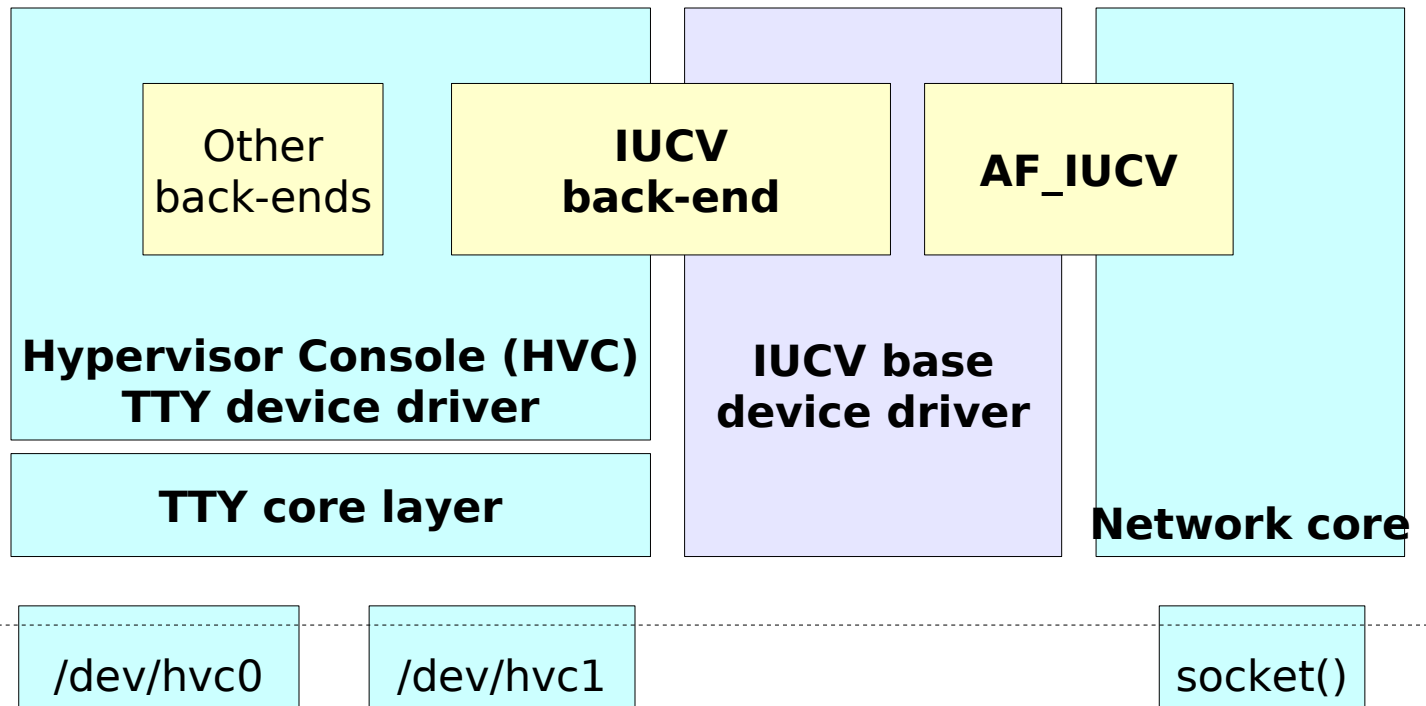 Other
back-ends
IUCV
back-end
AF_IUCV
Hypervisor Console (HVC)
TTY device driver
IUCV base
device driver
TTY core layer
Network core
/dev/hvc0
/dev/hvc1
socket()